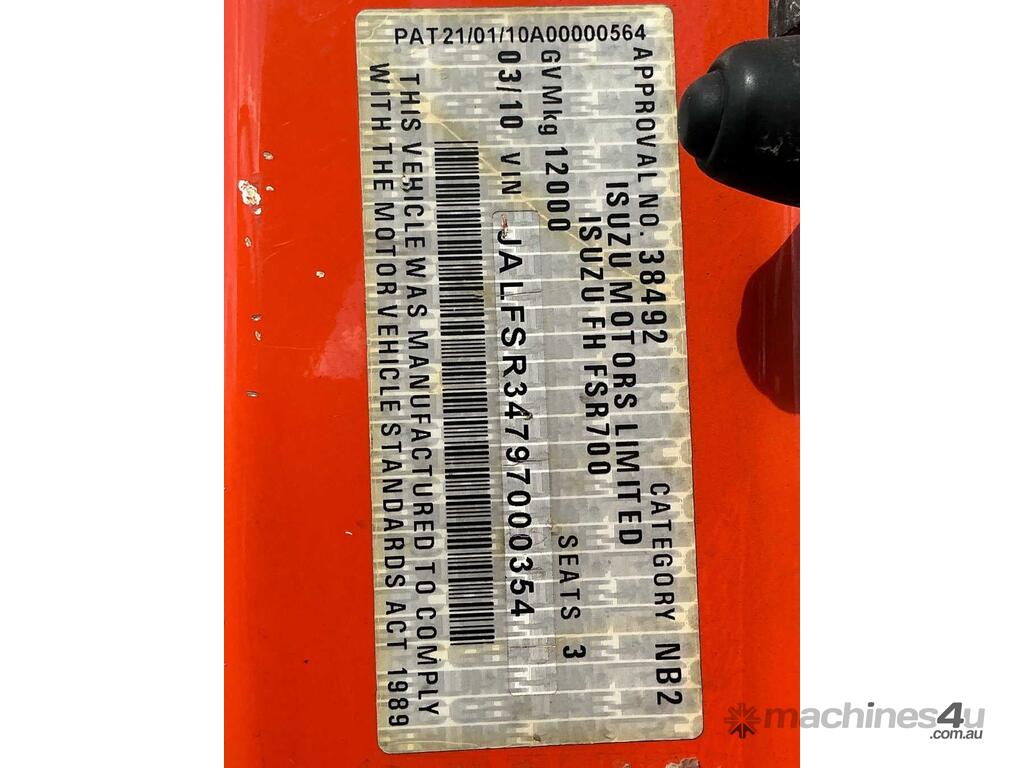 PAT21/01/10A00000564
APPROVAL NO. 38492 CATEGORY NB2
ISUZU MOTORS LIMITED
ISUZU FH FSR700
GVMkg 12000 SEATS 3
03/10 VIN JALFSR34797000354
THIS VEHICLE WAS MANUFACTURED TO COMPLY
WITH THE MOTOR VEHICLE STANDARDS ACT 1989
machines4u
.com.au